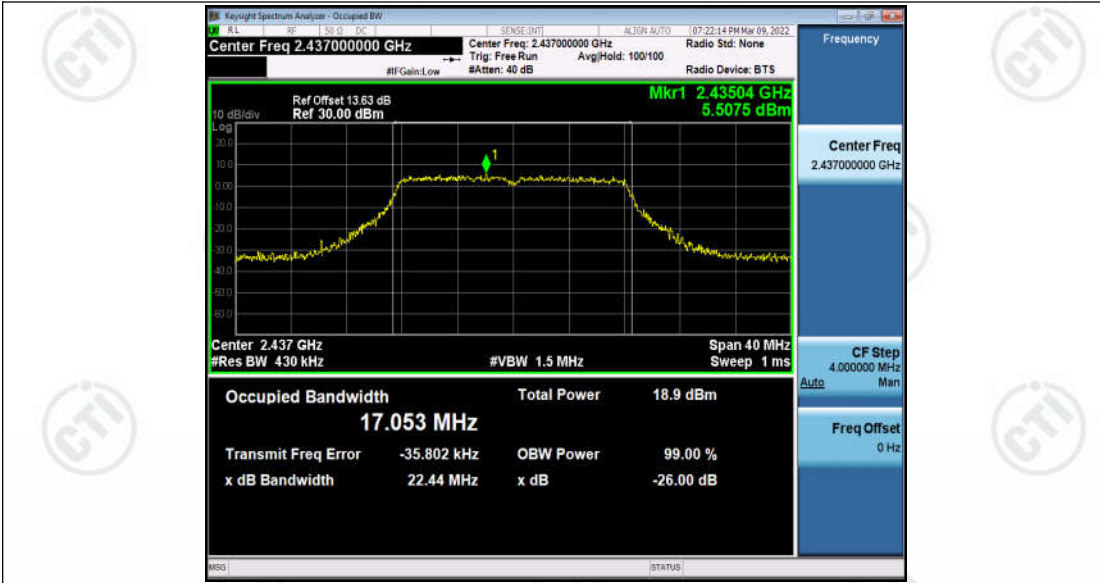 Keysight Spectrum Analyzer - Occupied BW
RL RF 50 Ω DC SENSE:INT ALIGN AUTO 07:22:14 PM Mar 09, 2022
Center Freq 2.437000000 GHz
Center Freq: 2.437000000 GHz
Radio Std: None
Trig: Free Run Avg|Hold: 100/100
#IFGain:Low #Atten: 40 dB Radio Device: BTS
Frequency
Mkr1 2.43504 GHz
5.5075 dBm
Ref Offset 13.63 dB
10 dB/div Ref 30.00 dBm
Log
20.0
10.0
0.00
-10.0
-20.0
-30.0
-40.0
-50.0
-60.0
1
Center 2.437 GHz Span 40 MHz
#Res BW 430 kHz #VBW 1.5 MHz Sweep 1 ms
Occupied Bandwidth Total Power 18.9 dBm
17.053 MHz
Transmit Freq Error -35.802 kHz OBW Power 99.00 %
x dB Bandwidth 22.44 MHz x dB -26.00 dB
Center Freq
2.437000000 GHz
CF Step
4.000000 MHz
Auto Man
Freq Offset
0 Hz
MSG STATUS
CTI
CTI
CTI
CTI